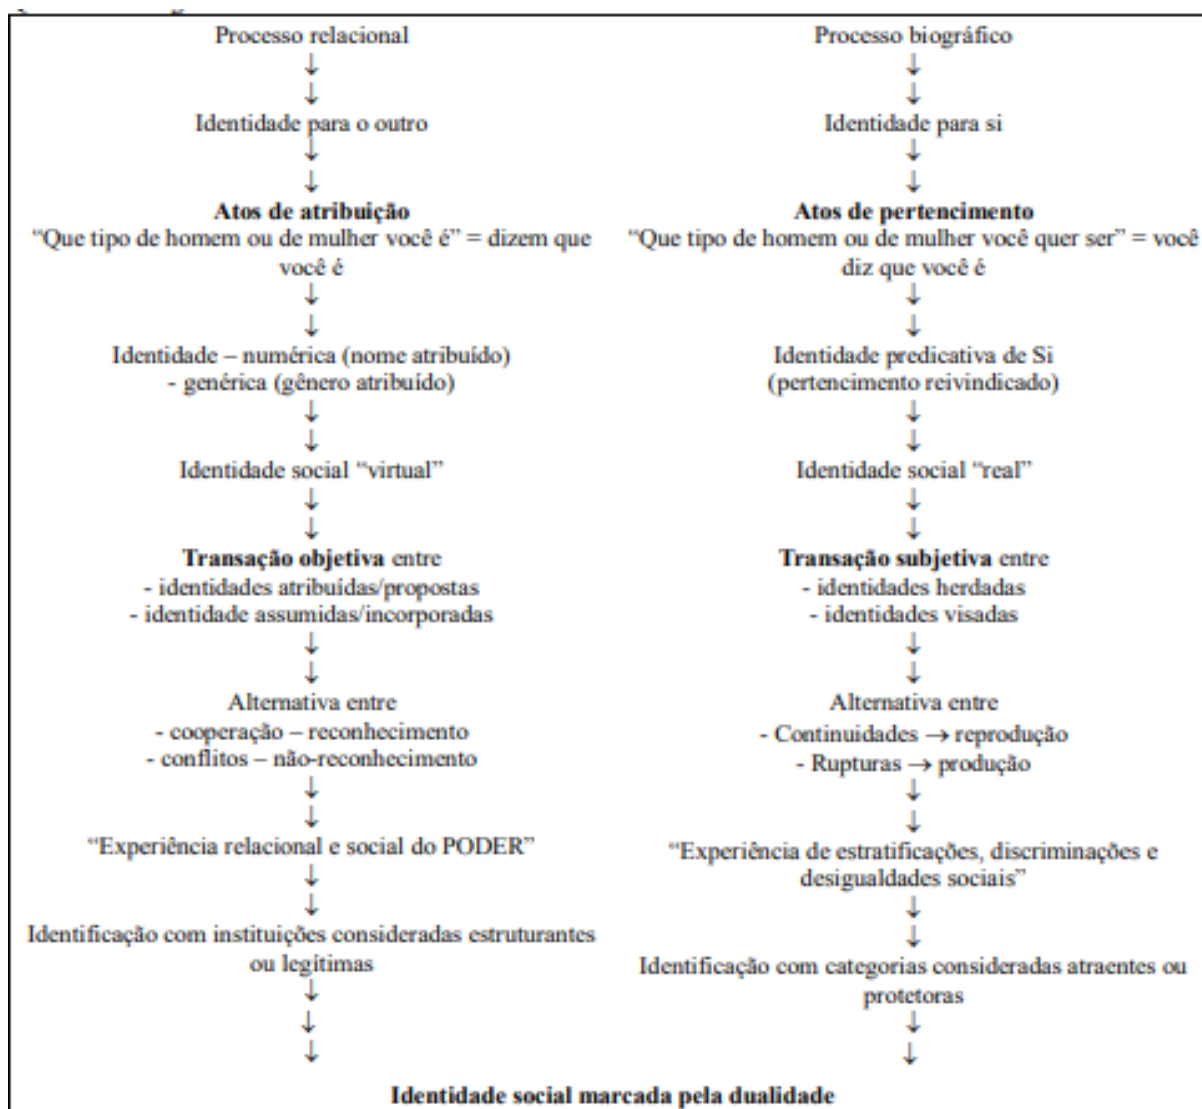 Processo relacional
↓
↓
Identidade para o outro
↓
↓
Atos de atribuição
“Que tipo de homem ou de mulher você é” = dizem que
você é
↓
↓
Identidade – numérica (nome atribuído)
- genérica (gênero atribuído)
↓
↓
Identidade social “virtual”
↓
↓
Transação objetiva entre
- identidades atribuídas/propostas
- identidade assumidas/incorporadas
↓
↓
Alternativa entre
- cooperação – reconhecimento
- conflitos – não-reconhecimento
↓
↓
“Experiência relacional e social do PODER”
↓
↓
Identificação com instituições consideradas estruturantes
ou legítimas
↓
↓
↓
Processo biográfico
↓
↓
Identidade para si
↓
↓
Atos de pertencimento
“Que tipo de homem ou de mulher você quer ser” = você
diz que você é
↓
↓
Identidade predicativa de Si
(pertencimento reivindicado)
↓
↓
Identidade social “real”
↓
↓
Transação subjetiva entre
- identidades herdadas
- identidades visadas
↓
↓
Alternativa entre
- Continuidades → reprodução
- Rupturas → produção
↓
↓
“Experiência de estratificações, discriminações e
desigualdades sociais”
↓
↓
Identificação com categorias consideradas atraentes ou
protetoras
↓
↓
Identidade social marcada pela dualidade